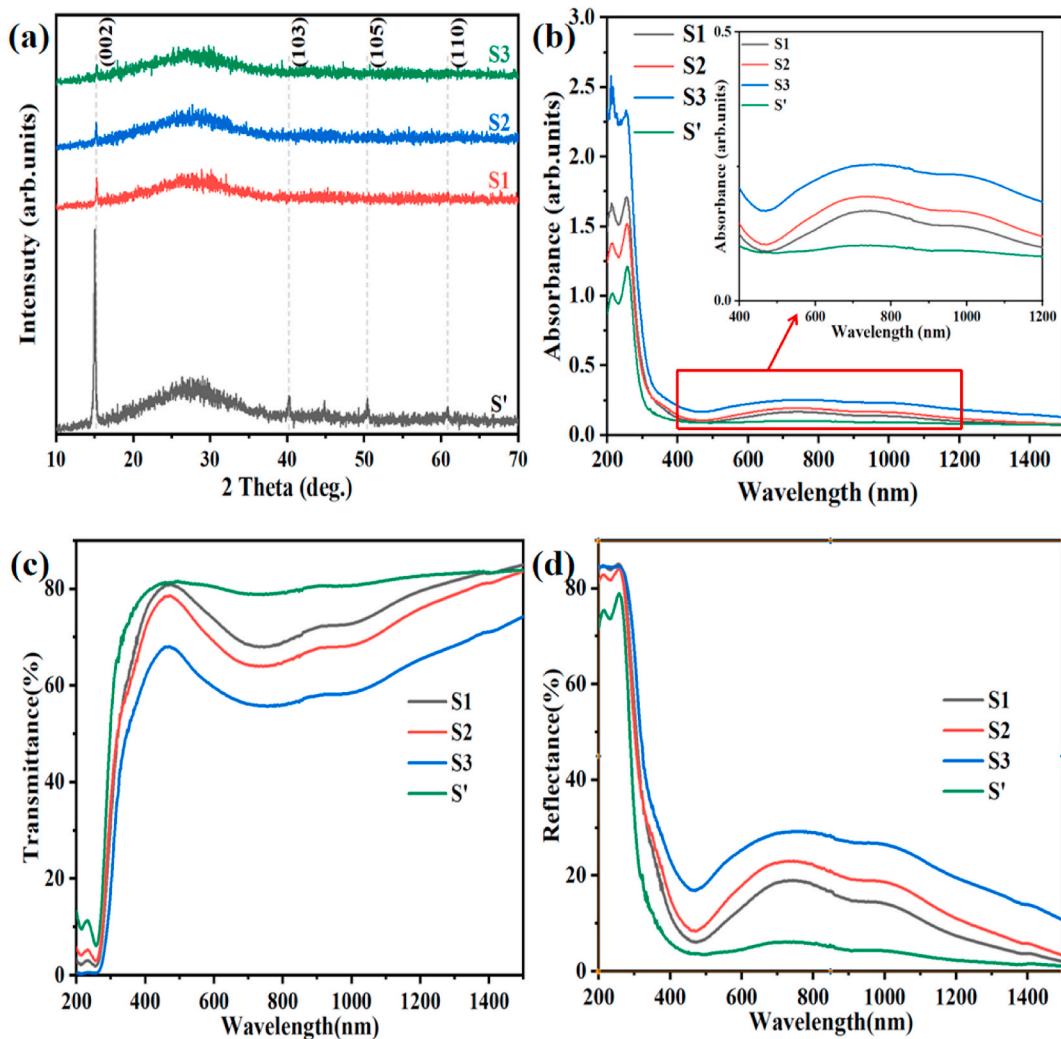 (a)
(002)
(103)
(105)
(110)
S3
S2
S1
S'
Intensuty (arb.units)
10 20 30 40 50 60 70
2 Theta (deg.)
(b)
S1
S2
S3
S'
Absorbance (arb.units)
3.0
2.5
2.0
1.5
1.0
0.5
0.0
200 400 600 800 1000 1200 1400
Wavelength (nm)
0.5
S1
S2
S3
S'
Absorbance (arb.units)
0.0
400 600 800 1000 1200
Wavelength (nm)
(c)
Transmittance(%)
80
60
40
20
0
S1
S2
S3
S'
200 400 600 800 1000 1200 1400
Wavelength(nm)
(d)
Reflectance(%)
80
60
40
20
0
S1
S2
S3
S'
200 400 600 800 1000 1200 1400
Wavelength(nm)